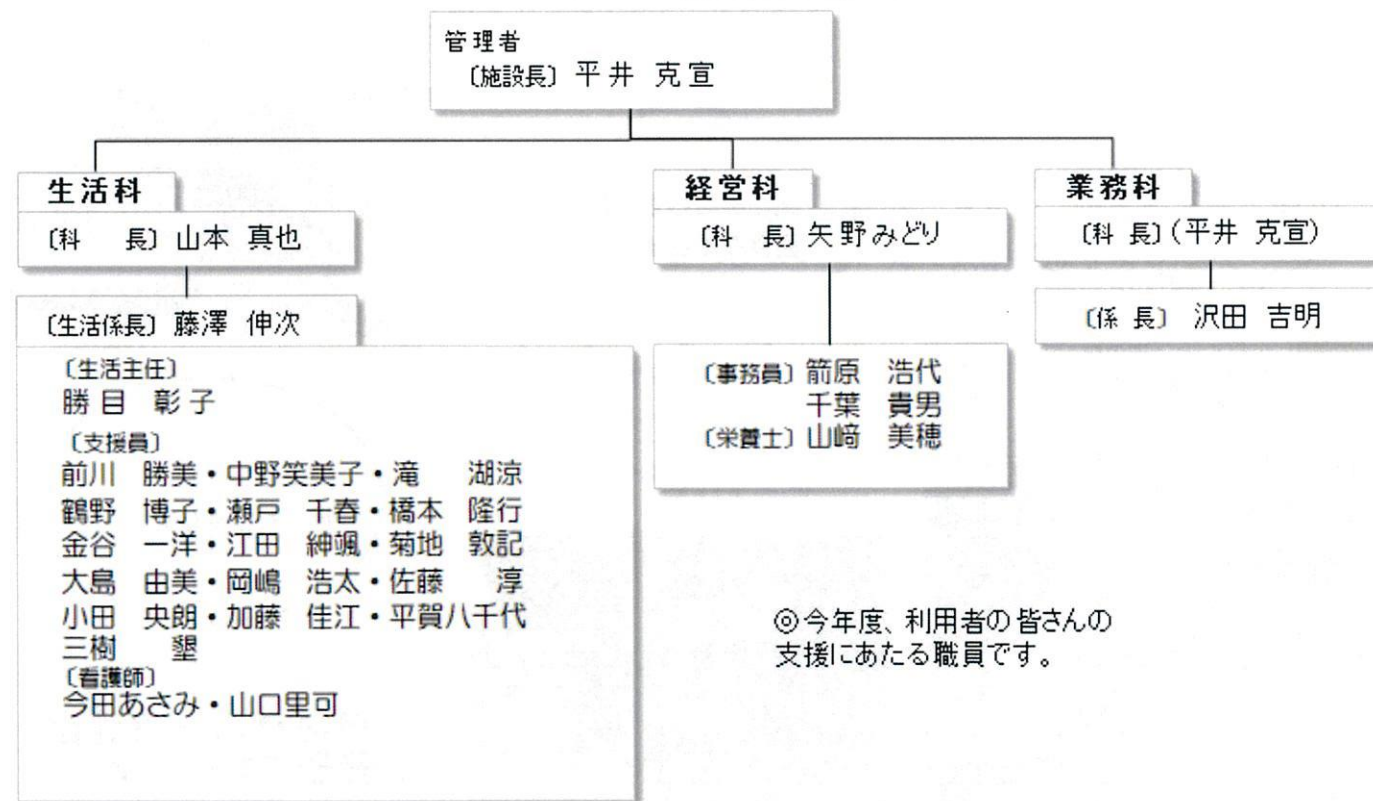 管理者
〔施設長〕 平井 克宣
生活科
〔科　長〕 山本 真也
〔生活係長〕 藤澤 伸次
〔生活主任〕
勝目 彰子
〔支援員〕
前川 勝美・中野笑美子・滝 湖涼
鶴野 博子・瀬戸 千春・橋本 隆行
金谷 一洋・江田 紳颯・菊地 敦記
大島 由美・岡嶋 浩太・佐藤 淳
小田 央朗・加藤 佳江・平賀八千代
三樹 墾
〔看護師〕
今田あさみ・山口里可
経営科
〔科 長〕 矢野みどり
〔事務員〕 箭原 浩代
千葉 貴男
〔栄養士〕 山﨑 美穂
業務科
〔科 長〕 (平井 克宣)
〔係 長〕 沢田 吉明
◎今年度、利用者の皆さんの
支援にあたる職員です。